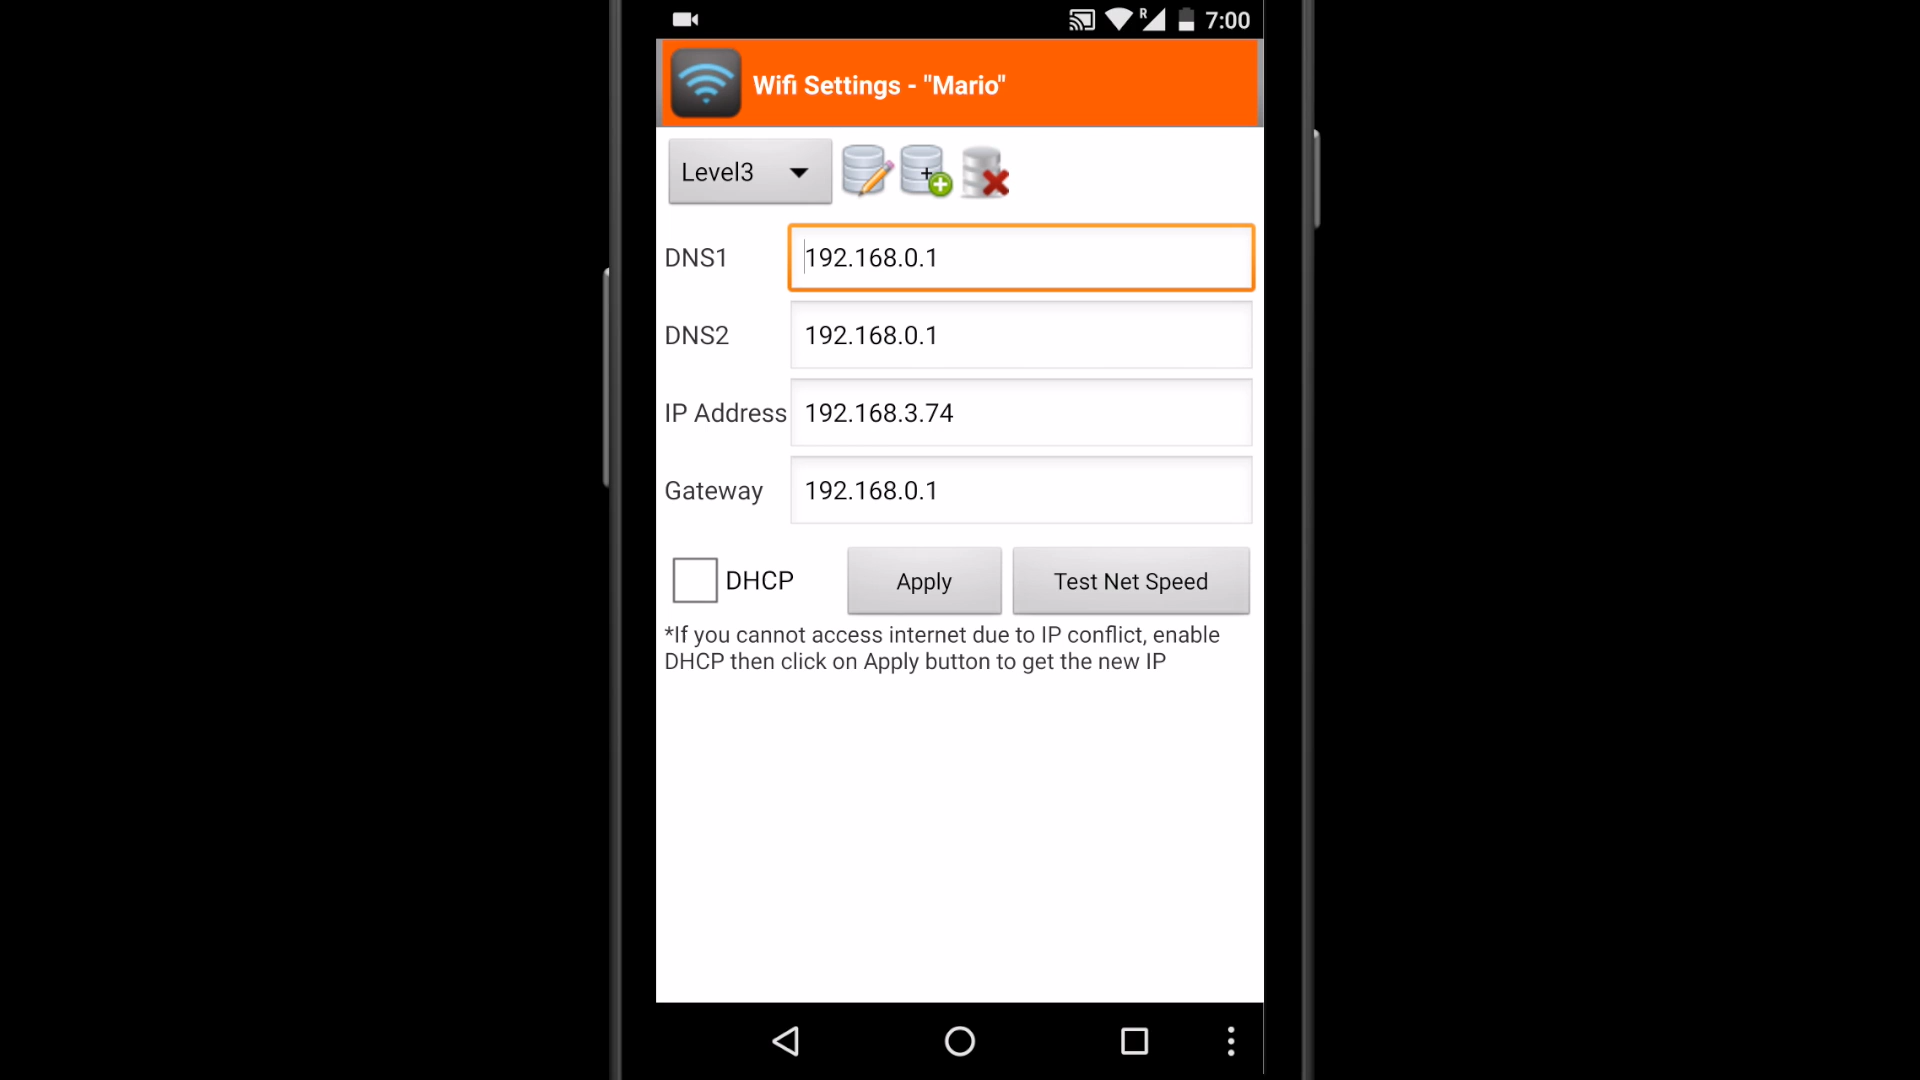 R 7:00
Wifi Settings - "Mario"
Level3
DNS1 192.168.0.1
DNS2 192.168.0.1
IP Address 192.168.3.74
Gateway 192.168.0.1
DHCP Apply Test Net Speed
*If you cannot access internet due to IP conflict, enable
DHCP then click on Apply button to get the new IP